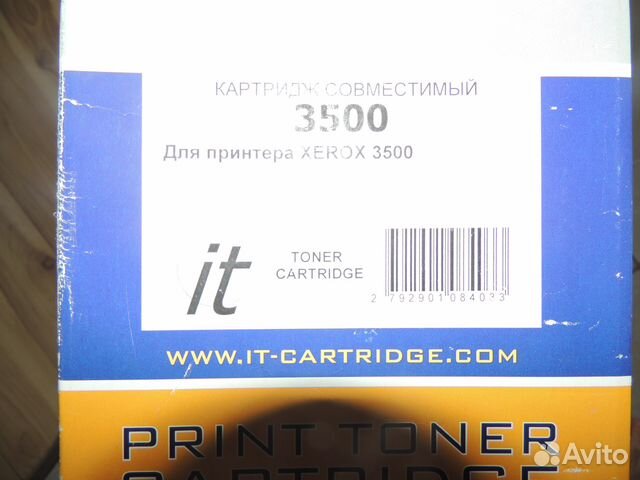 КАРТРИДЖ СОВМЕСТИМЫЙ
3500
Для принтера XEROX 3500
it
TONER
CARTRIDGE
2 792901 084033
WWW.IT-CARTRIDGE.COM
PRINT TONER
CARTRIDGE
Avito